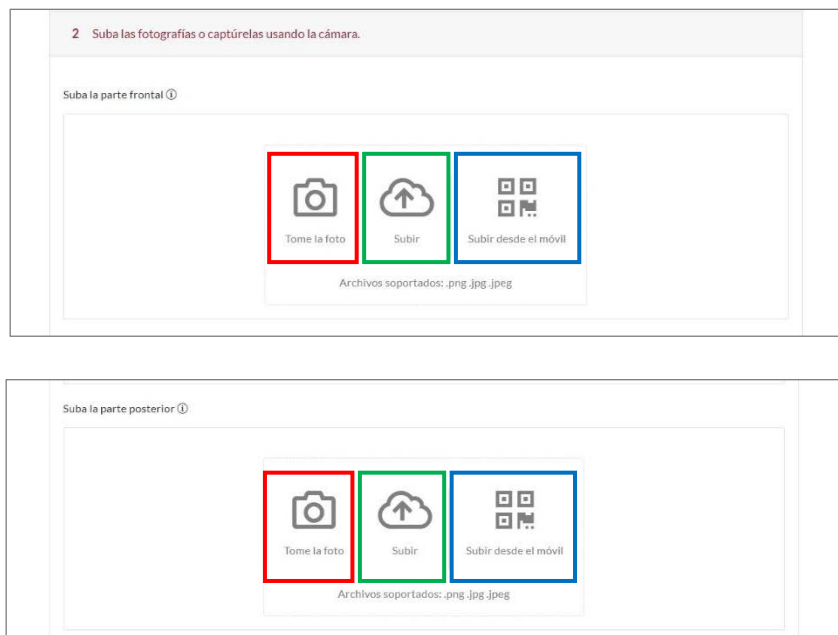 2 Suba las fotografías o captúrelas usando la cámara.
Suba la parte frontal ⓘ
Tome la foto Subir Subir desde el móvil
Archivos soportados: .png .jpg .jpeg
Suba la parte posterior ⓘ
Tome la foto Subir Subir desde el móvil
Archivos soportados: .png .jpg .jpeg